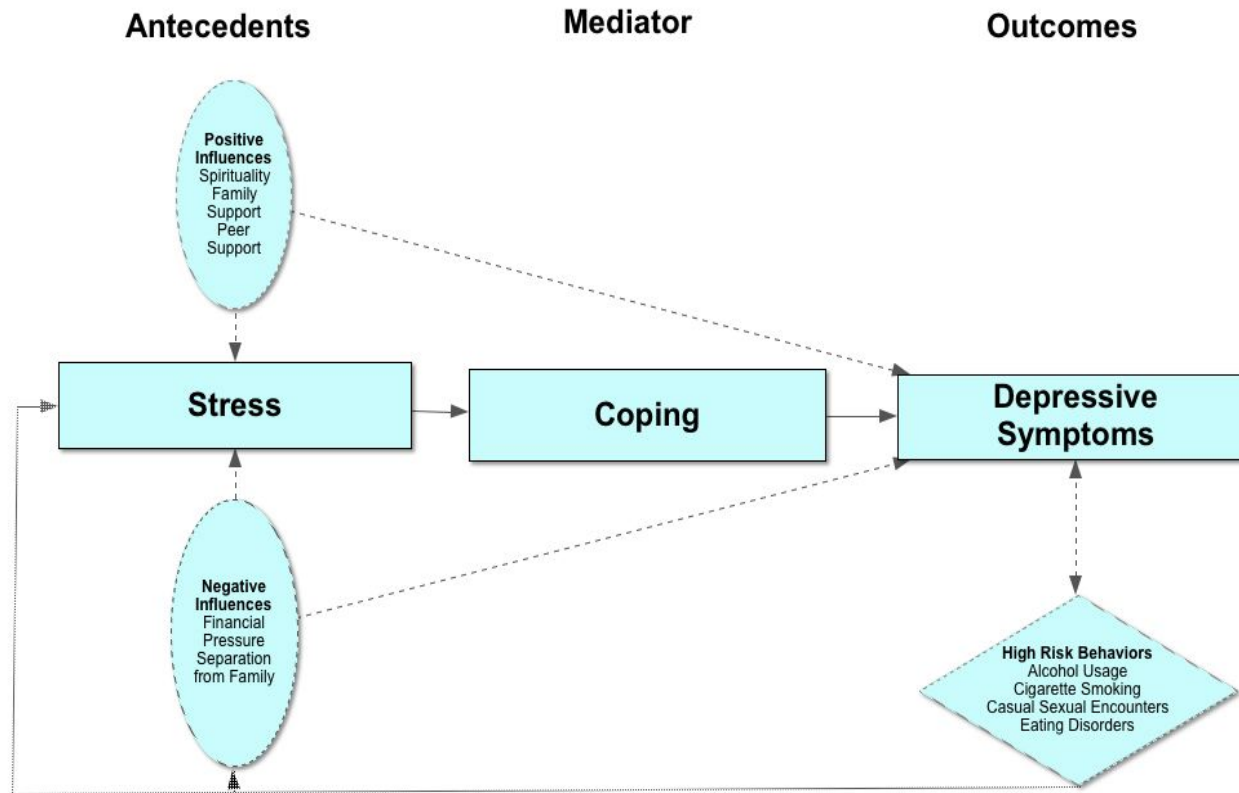 Antecedents
Mediator
Outcomes
Positive
Influences
Spirituality
Family
Support
Peer
Support
Stress
Coping
Depressive
Symptoms
Negative
Influences
Financial
Pressure
Separation
from Family
High Risk Behaviors
Alcohol Usage
Cigarette Smoking
Casual Sexual Encounters
Eating Disorders